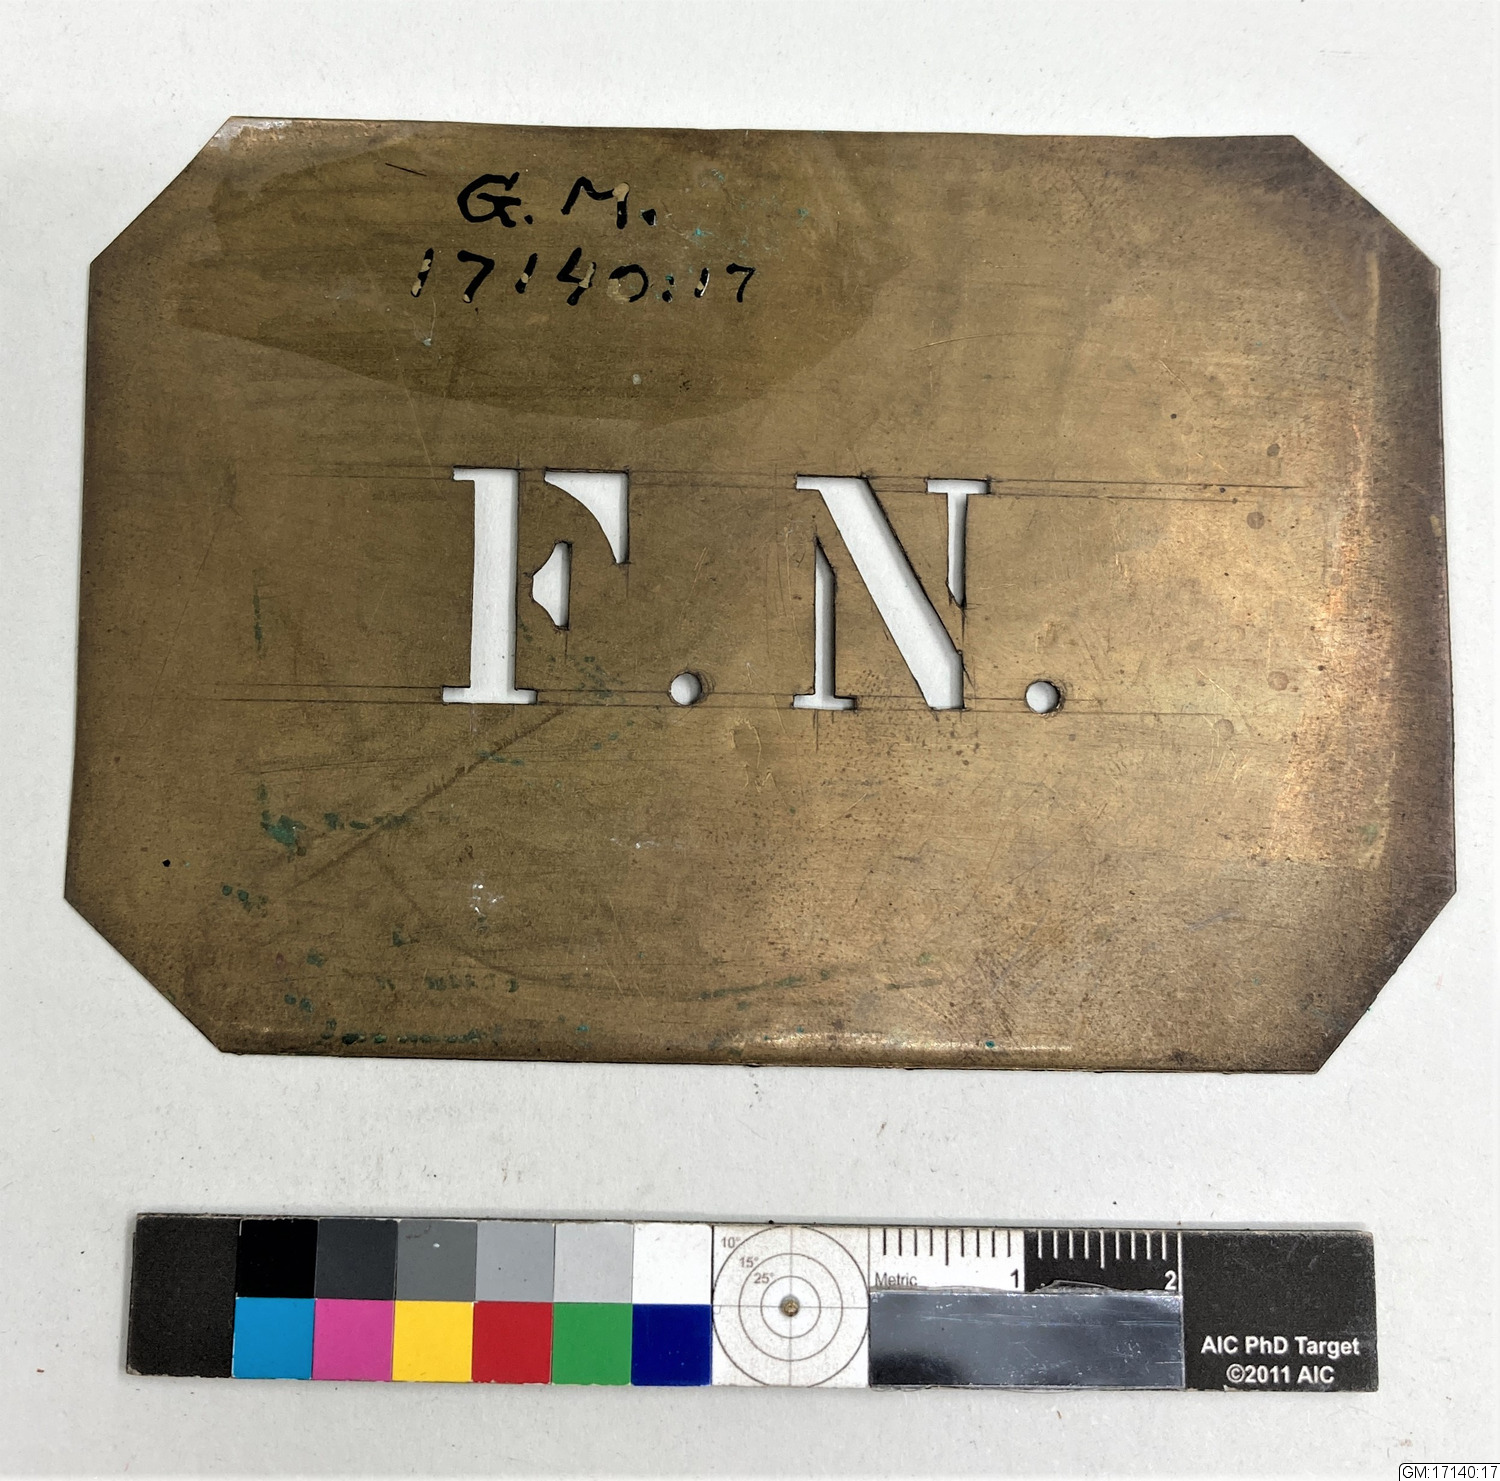 G. M.
17140:17
F. N.
10°
15°
25°
Metric 1 2
AIC PhD Target
©2011 AIC
GM:17140:17